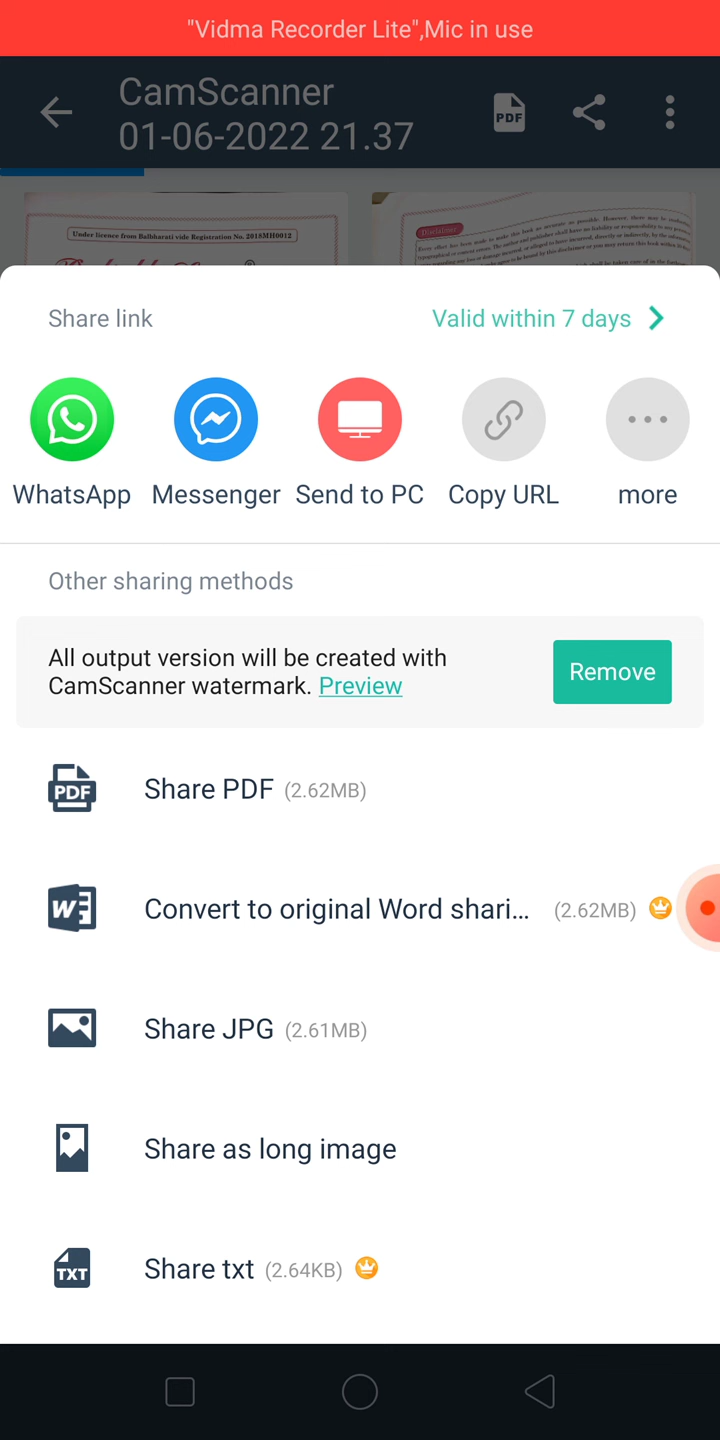 "Vidma Recorder Lite",Mic in use
CamScanner
01-06-2022 21.37
PDF
Under licence from Balbharati vide Registration No. 2018MH0012
Disclaimer
Share link
Valid within 7 days
WhatsApp
Messenger
Send to PC
Copy URL
more
Other sharing methods
All output version will be created with
CamScanner watermark. Preview
Remove
PDF
Share PDF (2.62MB)
W
Convert to original Word shari... (2.62MB)
Share JPG (2.61MB)
Share as long image
TXT
Share txt (2.64KB)